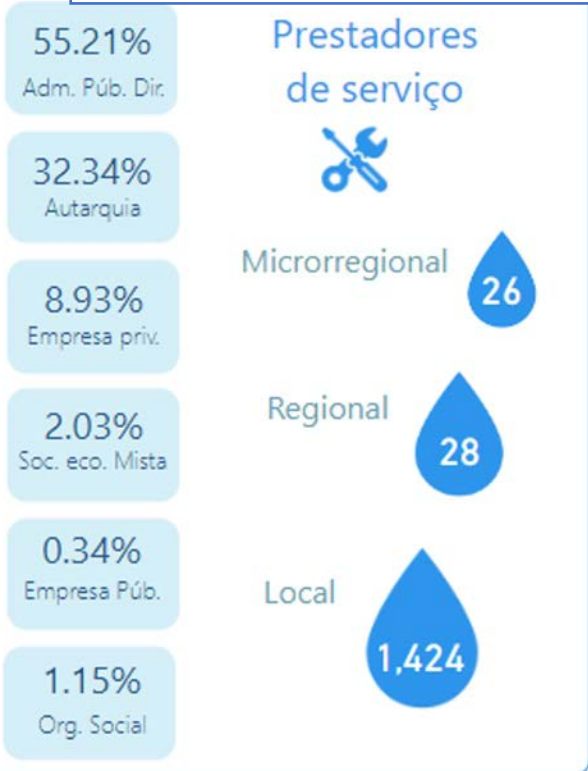 55.21%
Adm. Púb. Dir.
32.34%
Autarquia
8.93%
Empresa priv.
2.03%
Soc. eco. Mista
0.34%
Empresa Púb.
1.15%
Org. Social
Prestadores
de serviço
Microrregional
26
Regional
28
Local
1,424